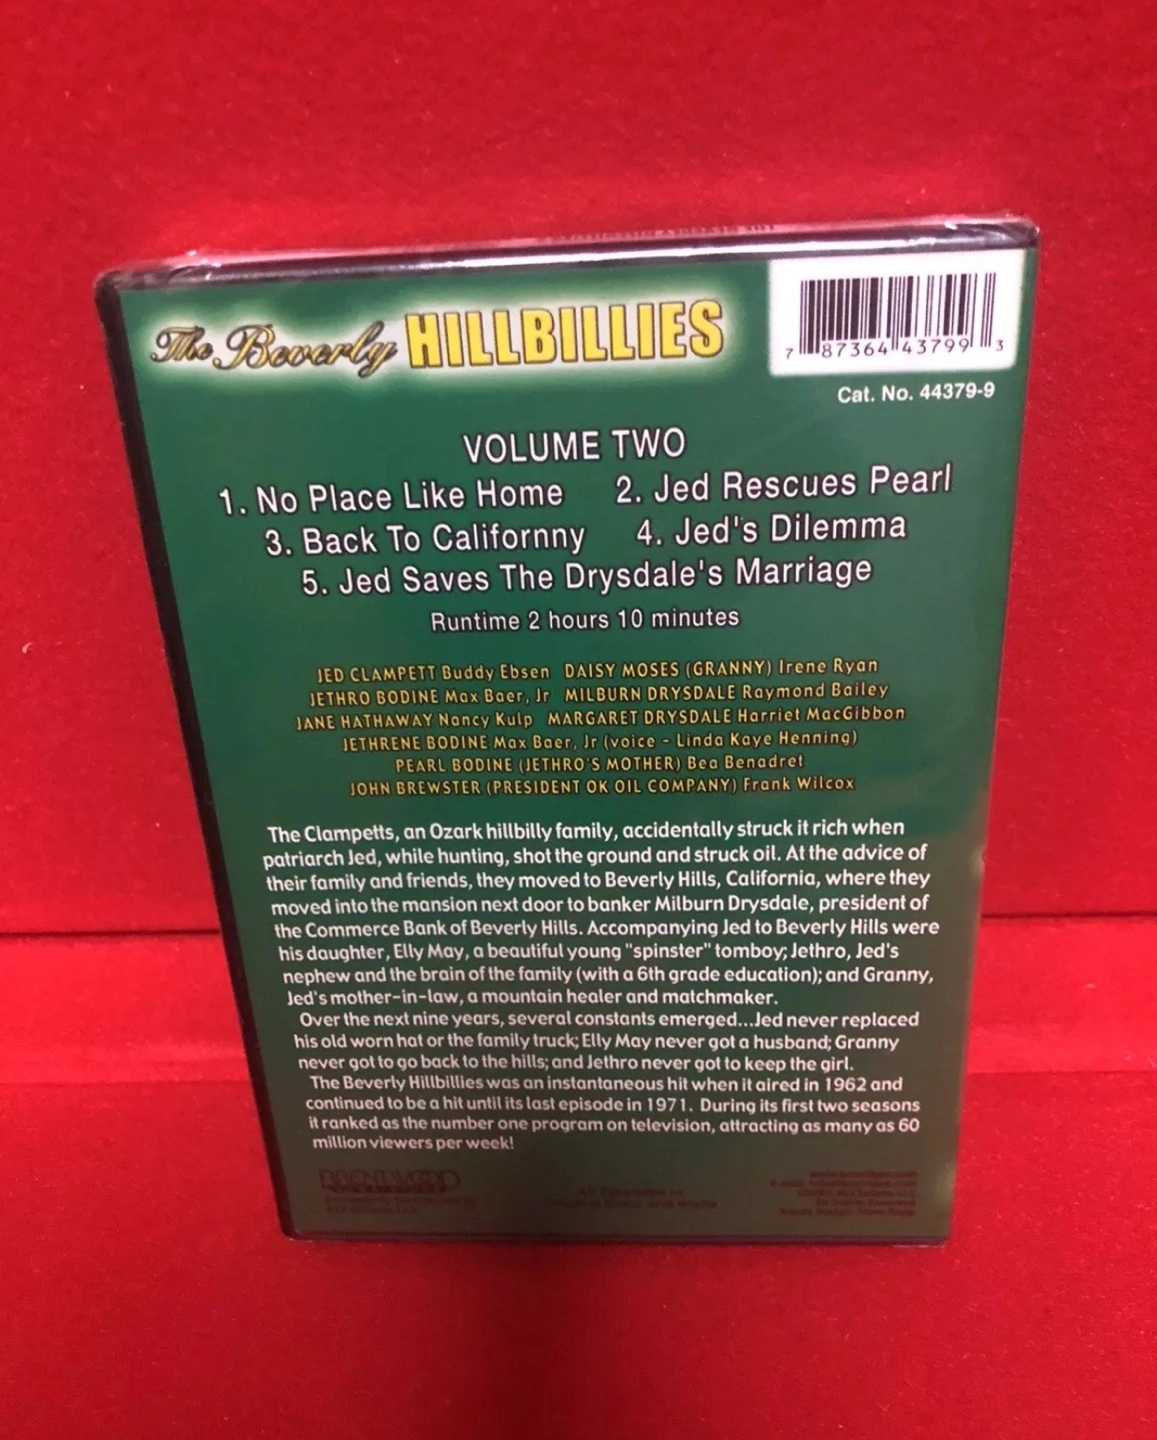 The Beverly HILLBILLIES
7 87364 43799 3
Cat. No. 44379-9
VOLUME TWO
1. No Place Like Home 2. Jed Rescues Pearl
3. Back To Californny 4. Jed's Dilemma
5. Jed Saves The Drysdale's Marriage
Runtime 2 hours 10 minutes
JED CLAMPETT Buddy Ebsen DAISY MOSES (GRANNY) Irene Ryan
JETHRO BODINE Max Baer, Jr MILBURN DRYSDALE Raymond Bailey
JANE HATHAWAY Nancy Kulp MARGARET DRYSDALE Harriet MacGibbon
JETHRENE BODINE Max Baer, Jr (voice - Linda Kaye Henning)
PEARL BODINE (JETHRO'S MOTHER) Bea Benadret
JOHN BREWSTER (PRESIDENT OK OIL COMPANY) Frank Wilcox
The Clampetts, an Ozark hillbilly family, accidentally struck it rich when
patriarch Jed, while hunting, shot the ground and struck oil. At the advice of
their family and friends, they moved to Beverly Hills, California, where they
moved into the mansion next door to banker Milburn Drysdale, president of
the Commerce Bank of Beverly Hills. Accompanying Jed to Beverly Hills were
his daughter, Elly May, a beautiful young "spinster" tomboy; Jethro, Jed's
nephew and the brain of the family (with a 6th grade education); and Granny,
Jed's mother-in-law, a mountain healer and matchmaker.
Over the next nine years, several constants emerged...Jed never replaced
his old worn hat or the family truck; Elly May never got a husband; Granny
never got to go back to the hills; and Jethro never got to keep the girl.
The Beverly Hillbillies was an instantaneous hit when it aired in 1962 and
continued to be a hit until its last episode in 1971. During its first two seasons
it ranked as the number one program on television, attracting as many as 60
million viewers per week!
BRENTWOOD